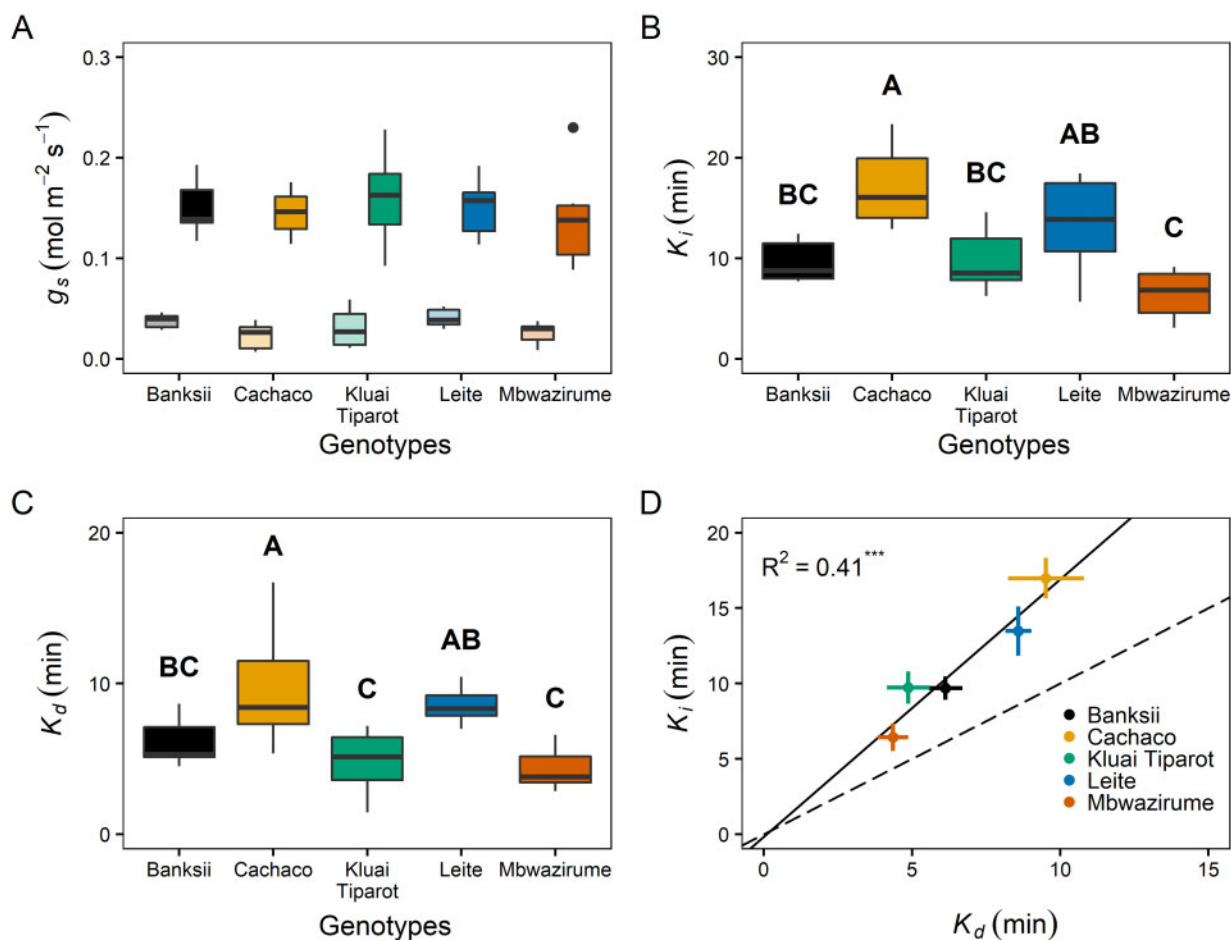 A
0.3
0.2
0.1
0.0
gₛ (mol m⁻² s⁻¹)
Banksii Cachaco Kluai Tiparot Leite Mbwazirume
Genotypes
B
30
20
10
0
Kᵢ (min)
BC A BC AB C
Banksii Cachaco Kluai Tiparot Leite Mbwazirume
Genotypes
C
20
10
0
K_d (min)
BC A C AB C
Banksii Cachaco Kluai Tiparot Leite Mbwazirume
Genotypes
D
20
15
10
5
0
Kᵢ (min)
R² = 0.41***
Banksii
Cachaco
Kluai Tiparot
Leite
Mbwazirume
0 5 10 15
K_d (min)